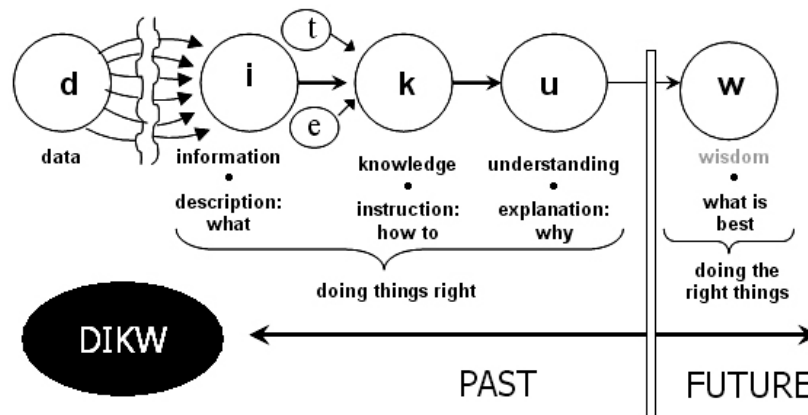 t
d
i
k
u
w
e
data
information
knowledge
understanding
wisdom
description:
what
instruction:
how to
explanation:
why
what is
best
doing things right
doing the
right things
DIKW
PAST
FUTURE